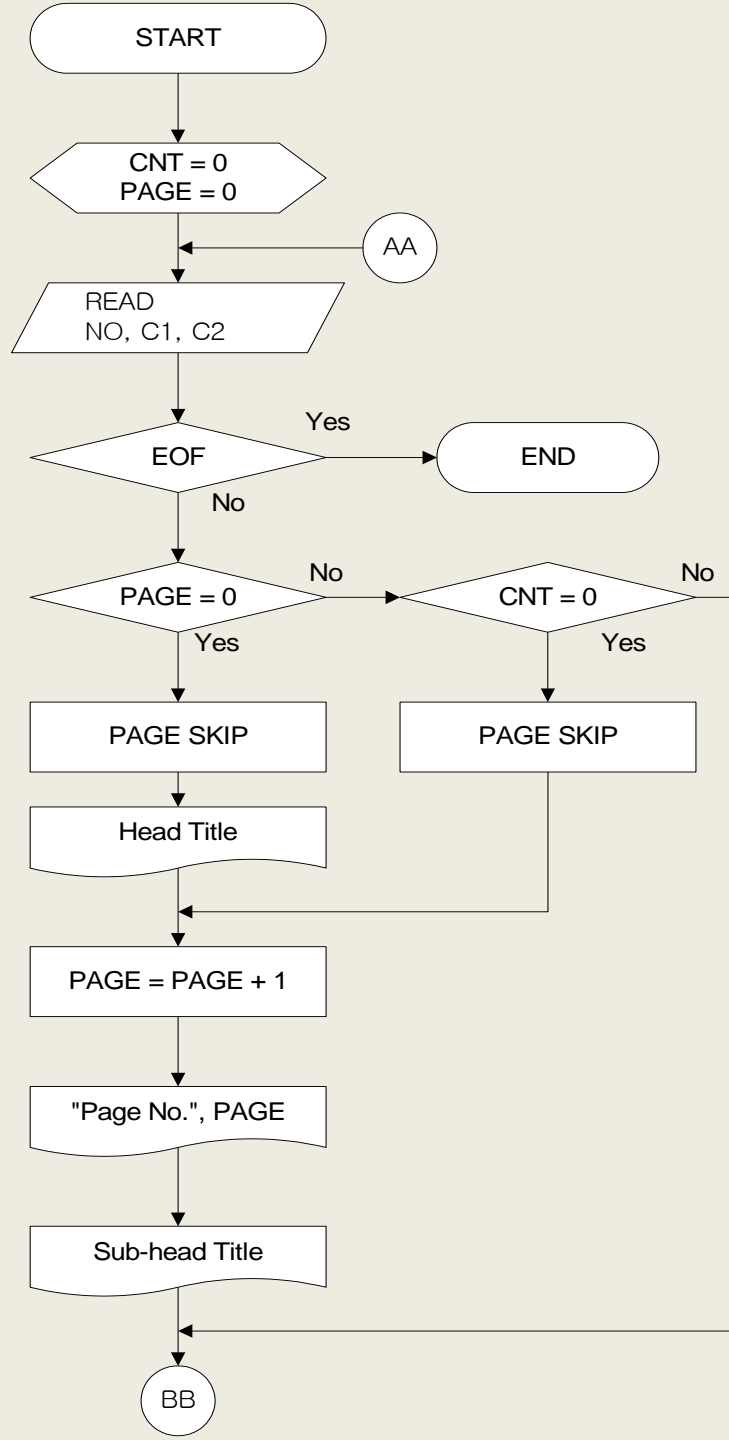 START
CNT = 0
PAGE = 0
AA
READ
NO, C1, C2
EOF
Yes
END
No
PAGE = 0
No
CNT = 0
No
Yes
Yes
PAGE SKIP
PAGE SKIP
Head Title
PAGE = PAGE + 1
"Page No.", PAGE
Sub-head Title
BB